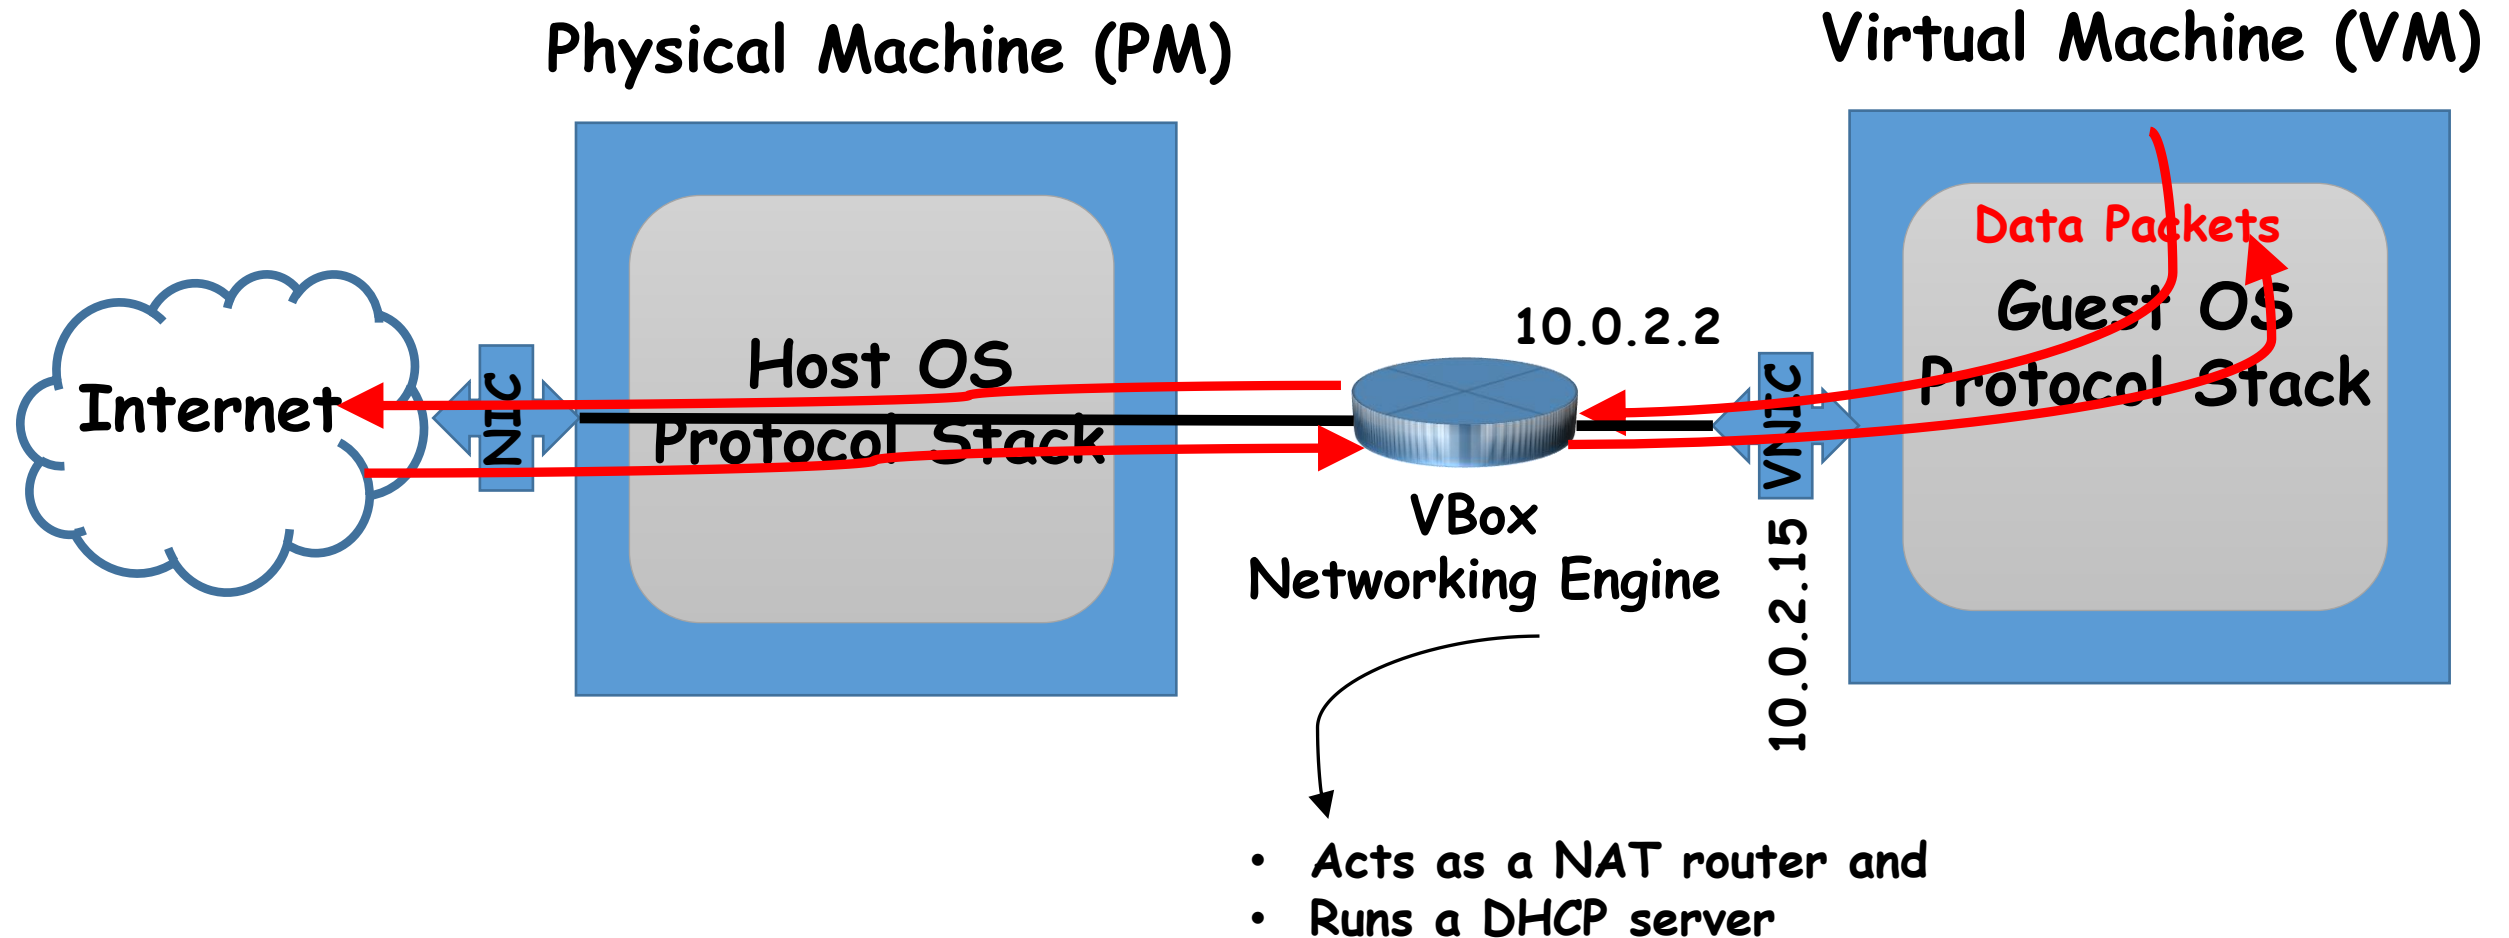 Physical Machine (PM)
Virtual Machine (VM)
Internet
NIC
Host OS
Protocol Stack
10.0.2.2
VBox
Networking Engine
VNIC
10.0.2.15
Data Packets
Guest OS
Protocol Stack
• Acts as a NAT router and
• Runs a DHCP server